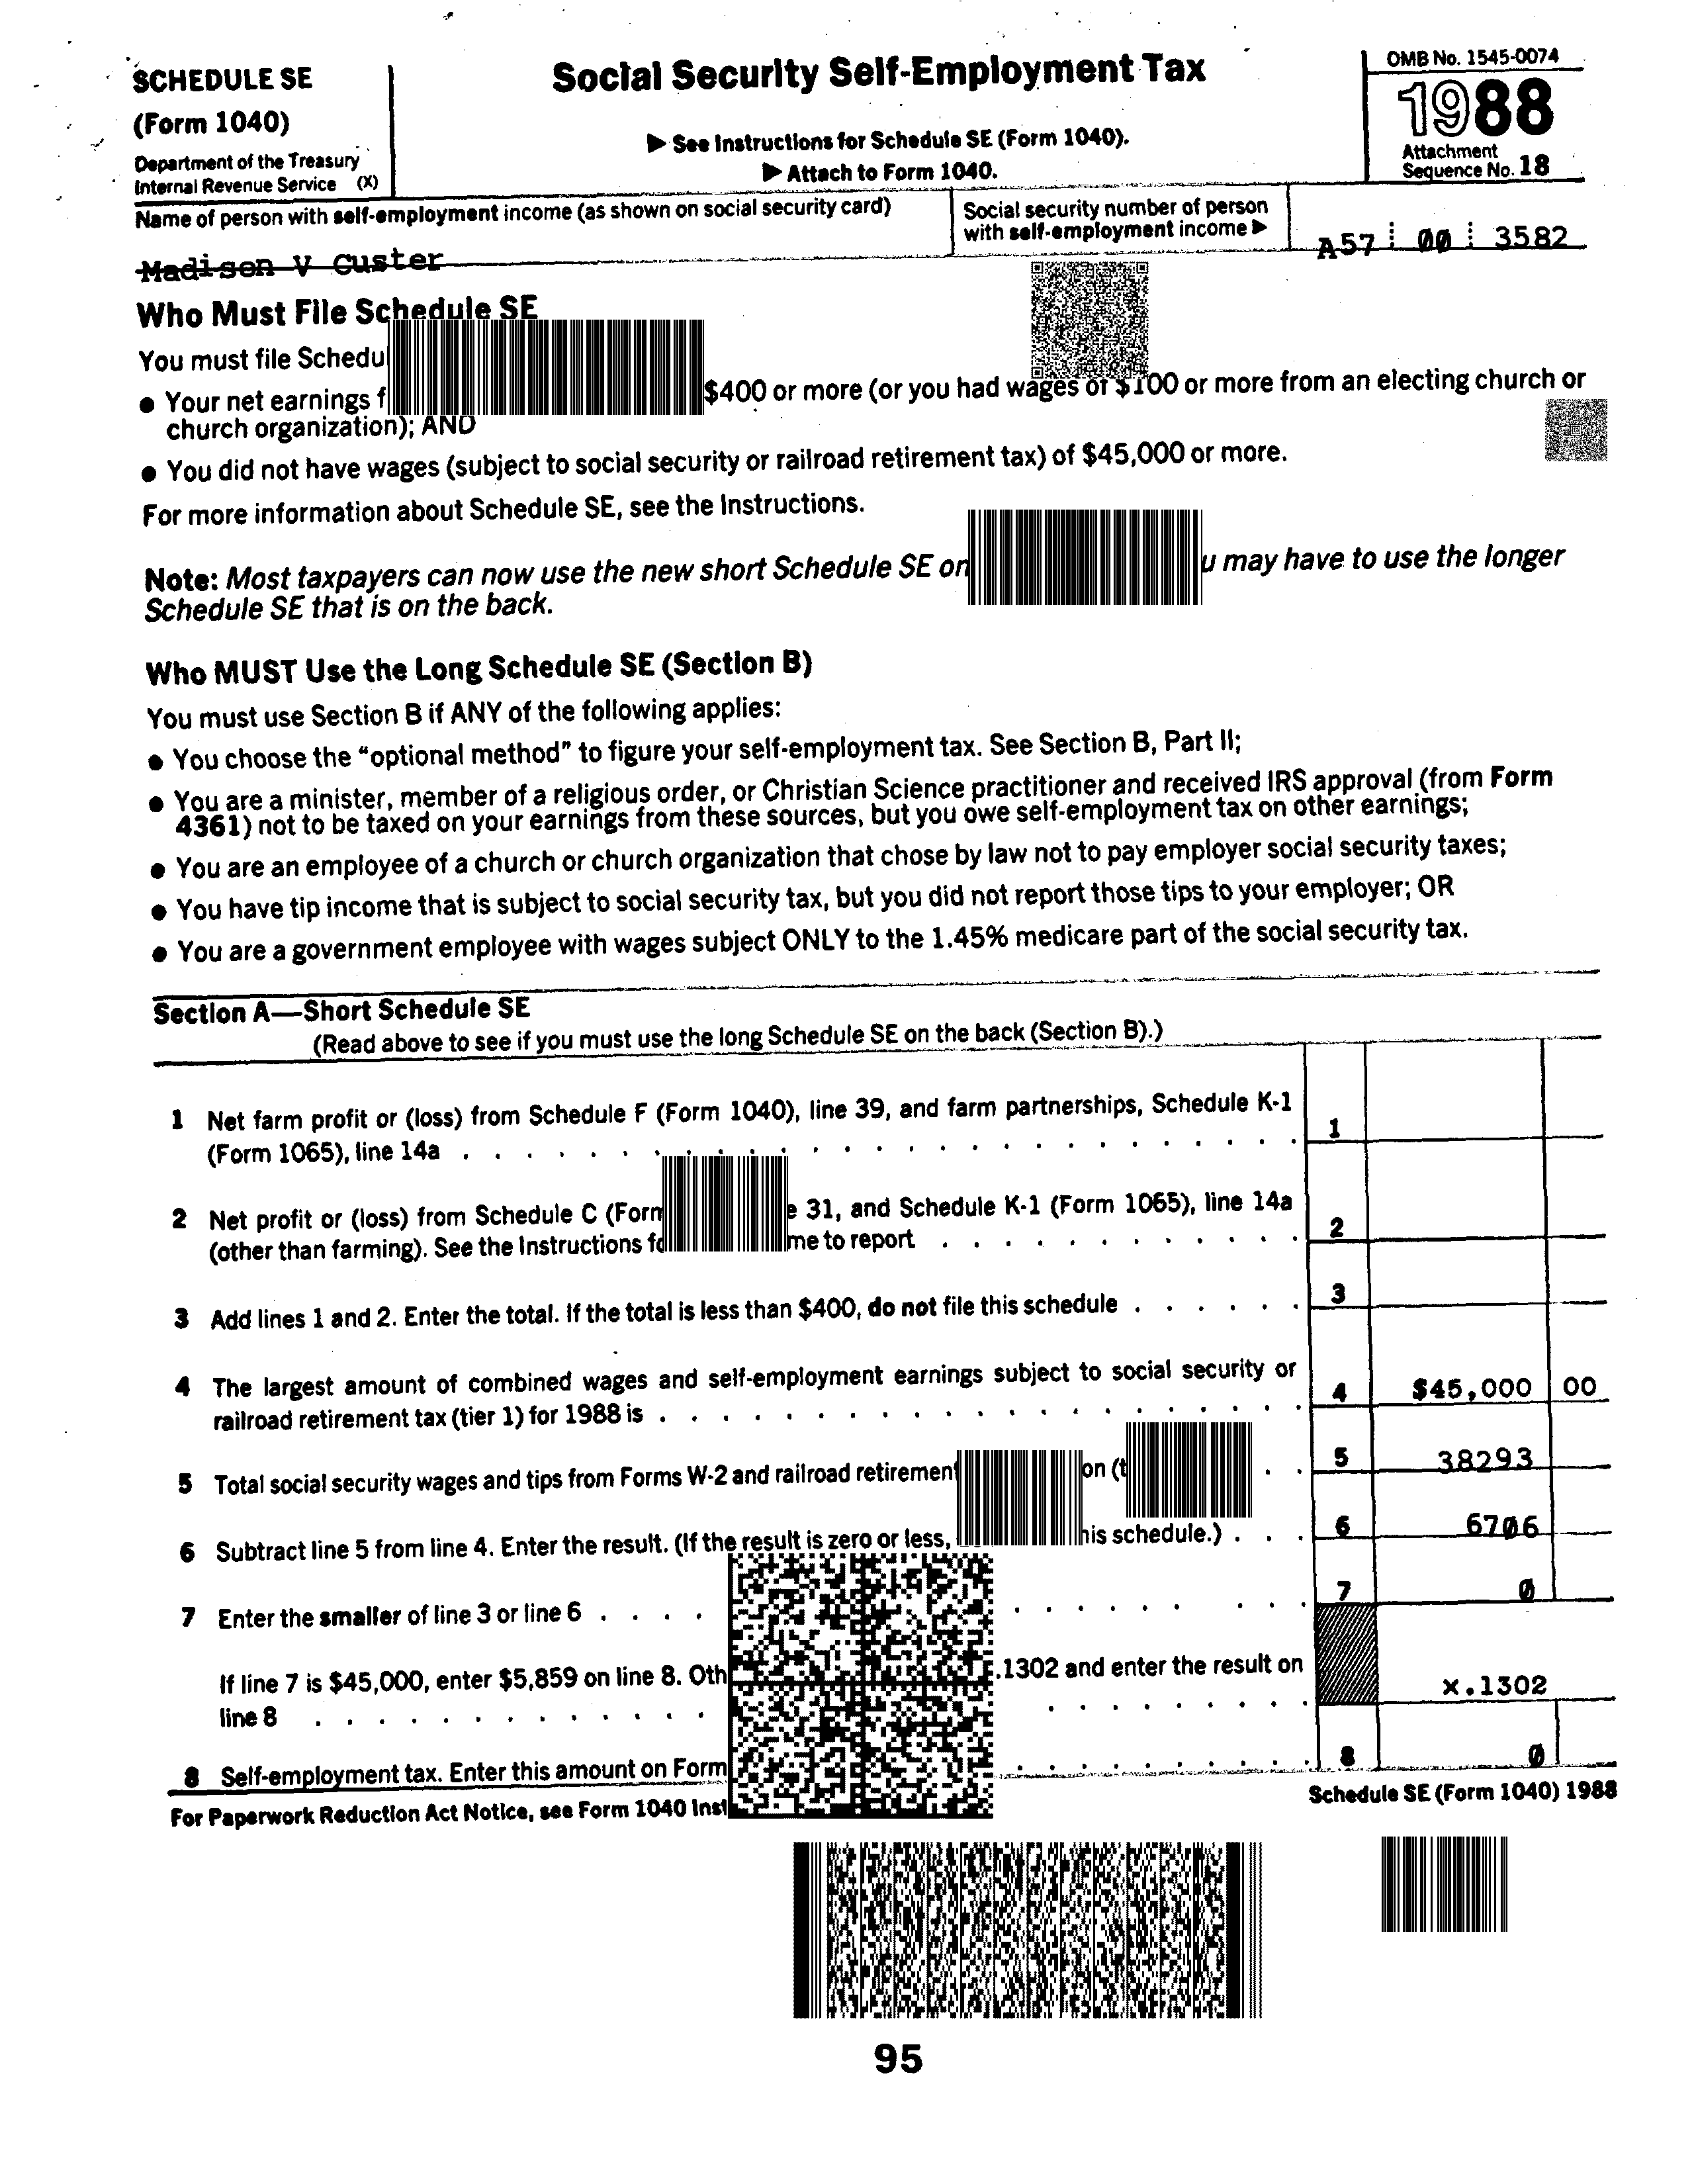 SCHEDULE SE
(Form 1040)
Department of the Treasury
Internal Revenue Service (X)
Social Security Self-Employment Tax
▶ See Instructions for Schedule SE (Form 1040).
▶ Attach to Form 1040.
OMB No. 1545-0074
1988
Attachment
Sequence No. 18
Name of person with self-employment income (as shown on social security card)
Madison V Custer
Social security number of person
with self-employment income ▶
A57 00 3582
Who Must File Schedule SE
You must file Schedu
● Your net earnings f $400 or more (or you had wages of $100 or more from an electing church or
church organization); AND
● You did not have wages (subject to social security or railroad retirement tax) of $45,000 or more.
For more information about Schedule SE, see the Instructions.
Note: Most taxpayers can now use the new short Schedule SE on u may have to use the longer
Schedule SE that is on the back.
Who MUST Use the Long Schedule SE (Section B)
You must use Section B if ANY of the following applies:
● You choose the "optional method" to figure your self-employment tax. See Section B, Part II;
● You are a minister, member of a religious order, or Christian Science practitioner and received IRS approval (from Form
4361) not to be taxed on your earnings from these sources, but you owe self-employment tax on other earnings;
● You are an employee of a church or church organization that chose by law not to pay employer social security taxes;
● You have tip income that is subject to social security tax, but you did not report those tips to your employer; OR
● You are a government employee with wages subject ONLY to the 1.45% medicare part of the social security tax.
Section A—Short Schedule SE
(Read above to see if you must use the long Schedule SE on the back (Section B).)
1 Net farm profit or (loss) from Schedule F (Form 1040), line 39, and farm partnerships, Schedule K-1
(Form 1065), line 14a . . . . . . . . . . . . . . . . . . . . . . . . . . 1
2 Net profit or (loss) from Schedule C (Form e 31, and Schedule K-1 (Form 1065), line 14a
(other than farming). See the Instructions fo me to report . . . . . . . . . . . . 2
3 Add lines 1 and 2. Enter the total. If the total is less than $400, do not file this schedule . . . . . . 3
4 The largest amount of combined wages and self-employment earnings subject to social security or
railroad retirement tax (tier 1) for 1988 is . . . . . . . . . . . . . . . . . . . . . 4 $45,000 00
5 Total social security wages and tips from Forms W-2 and railroad retirement on (t . . 5 38293
6 Subtract line 5 from line 4. Enter the result. (If the result is zero or less, his schedule.) . . . 6 6706
7 Enter the smaller of line 3 or line 6 . . . . . . . . . . . . . 7 0
If line 7 is $45,000, enter $5,859 on line 8. Oth .1302 and enter the result on
line 8 . . . . . . . . . . . . . . . . . . . . . . x.1302
8 Self-employment tax. Enter this amount on Form . . . . . . . . . . . 8 0
For Paperwork Reduction Act Notice, see Form 1040 Inst
Schedule SE (Form 1040) 1988
95